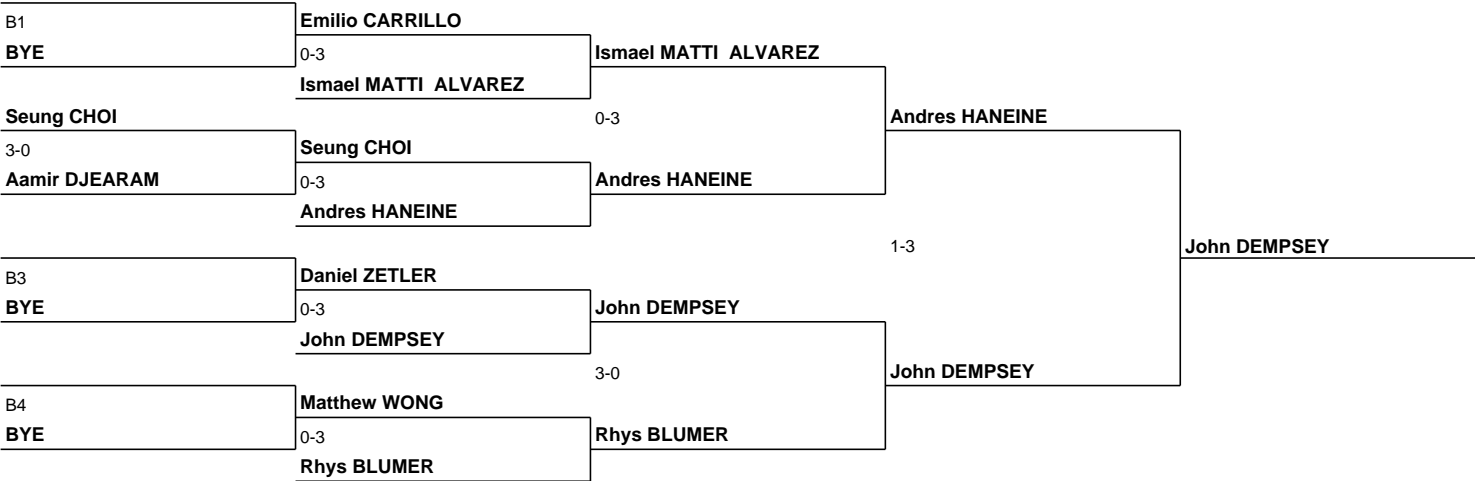 B1
BYE
Emilio CARRILLO
0-3
Ismael MATTI  ALVAREZ
Ismael MATTI  ALVAREZ
Seung CHOI
3-0
Aamir DJEARAM
Seung CHOI
0-3
Andres HANEINE
0-3
Andres HANEINE
Andres HANEINE
B3
BYE
Daniel ZETLER
0-3
John DEMPSEY
John DEMPSEY
1-3
John DEMPSEY
B4
BYE
Matthew WONG
0-3
Rhys BLUMER
3-0
Rhys BLUMER
John DEMPSEY